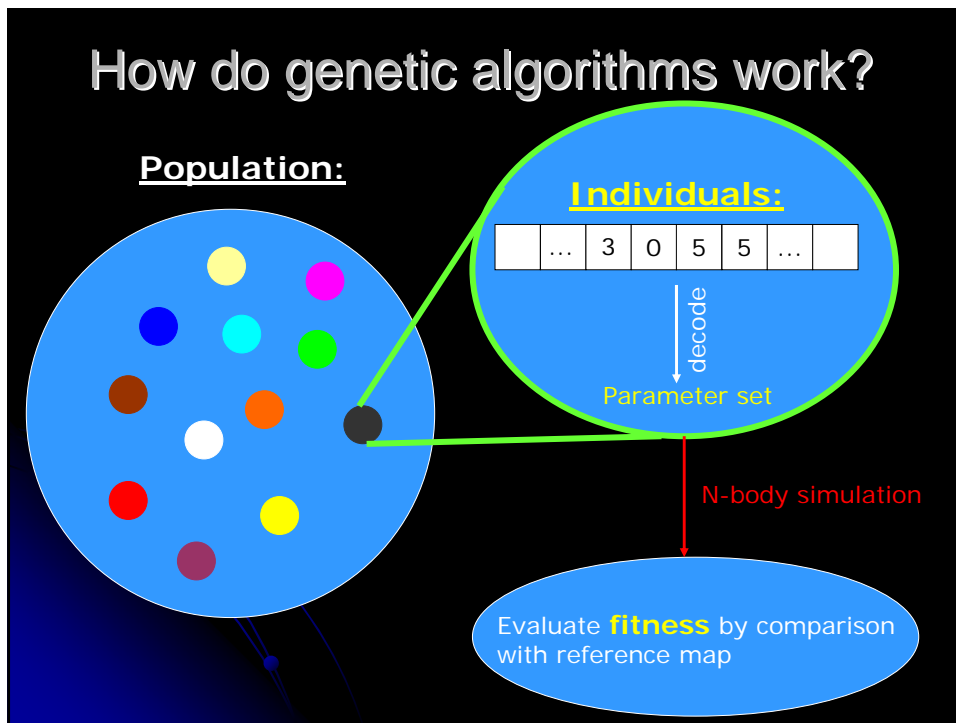 How do genetic algorithms work?
Population:
Individuals:
... 3 0 5 5 ...
decode
Parameter set
N-body simulation
Evaluate fitness by comparison
with reference map